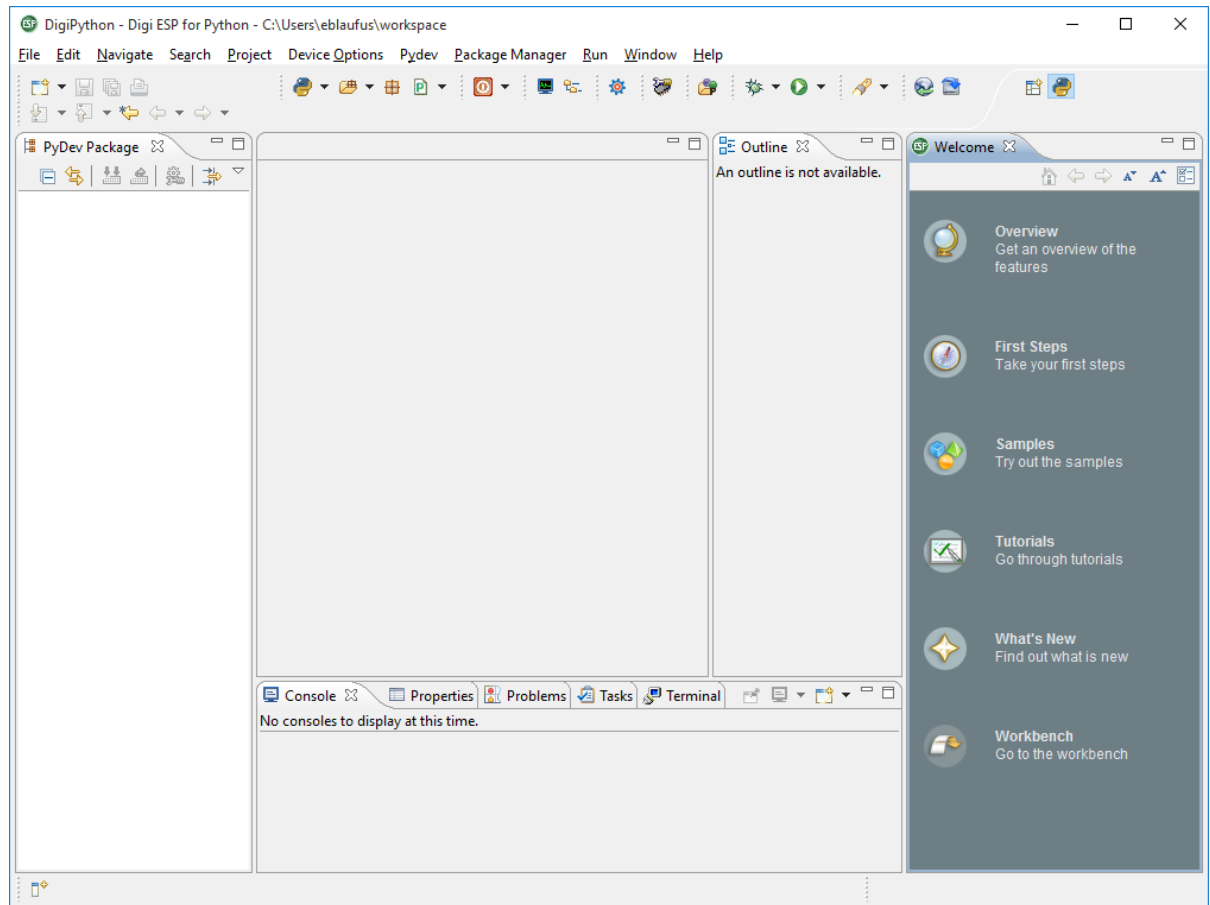 DigiPython - Digi ESP for Python - C:\Users\eblaufus\workspace
File Edit Navigate Search Project Device Options Pydev Package Manager Run Window Help
PyDev Package
Outline
An outline is not available.
ESP Welcome
Overview
Get an overview of the
features
First Steps
Take your first steps
Samples
Try out the samples
Tutorials
Go through tutorials
What's New
Find out what is new
Workbench
Go to the workbench
Console Properties Problems Tasks Terminal
No consoles to display at this time.